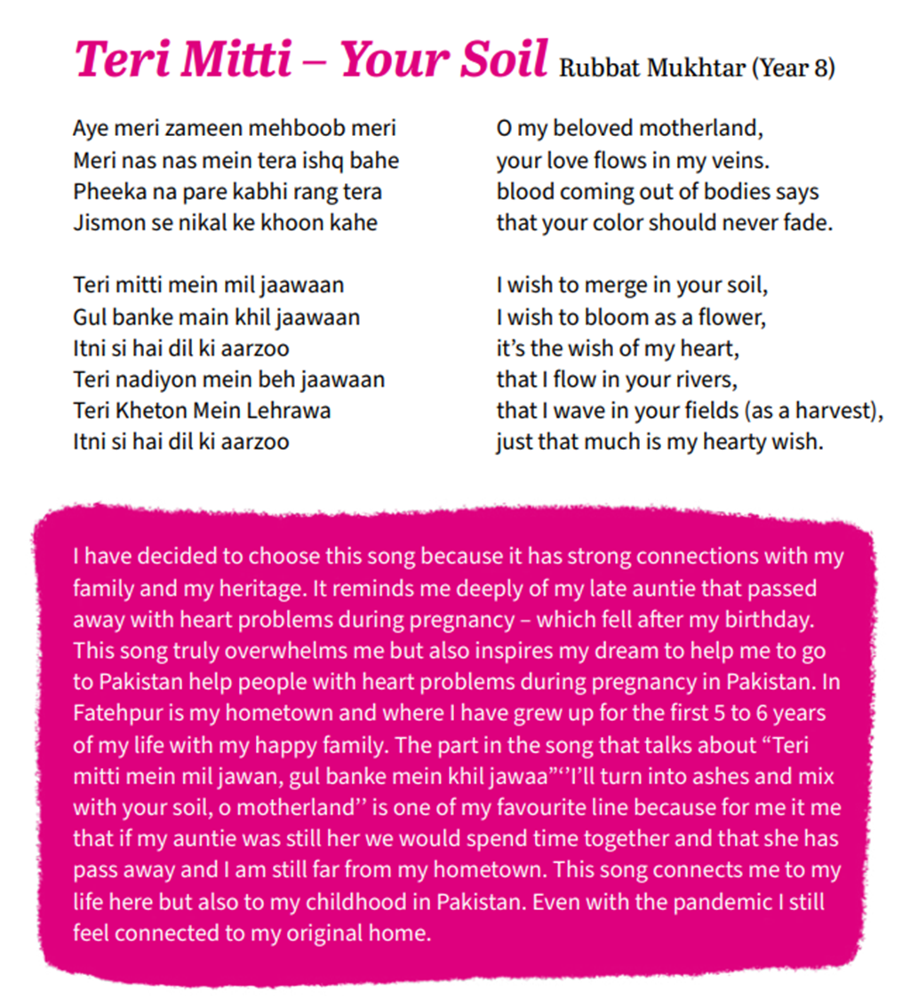 Teri Mitti – Your Soil Rubbat Mukhtar (Year 8)
Aye meri zameen mehboob meri
Meri nas nas mein tera ishq bahe
Pheeka na pare kabhi rang tera
Jismon se nikal ke khoon kahe
Teri mitti mein mil jaawaan
Gul banke main khil jaawaan
Itni si hai dil ki aarzoo
Teri nadiyon mein beh jaawaan
Teri Kheton Mein Lehrawa
Itni si hai dil ki aarzoo
O my beloved motherland,
your love flows in my veins.
blood coming out of bodies says
that your color should never fade.
I wish to merge in your soil,
I wish to bloom as a flower,
it’s the wish of my heart,
that I flow in your rivers,
that I wave in your fields (as a harvest),
just that much is my hearty wish.
I have decided to choose this song because it has strong connections with my
family and my heritage. It reminds me deeply of my late auntie that passed
away with heart problems during pregnancy – which fell after my birthday.
This song truly overwhelms me but also inspires my dream to help me to go
to Pakistan help people with heart problems during pregnancy in Pakistan. In
Fatehpur is my hometown and where I have grew up for the first 5 to 6 years
of my life with my happy family. The part in the song that talks about “Teri
mitti mein mil jawan, gul banke mein khil jawaa”‘’I’ll turn into ashes and mix
with your soil, o motherland’’ is one of my favourite line because for me it me
that if my auntie was still her we would spend time together and that she has
pass away and I am still far from my hometown. This song connects me to my
life here but also to my childhood in Pakistan. Even with the pandemic I still
feel connected to my original home.